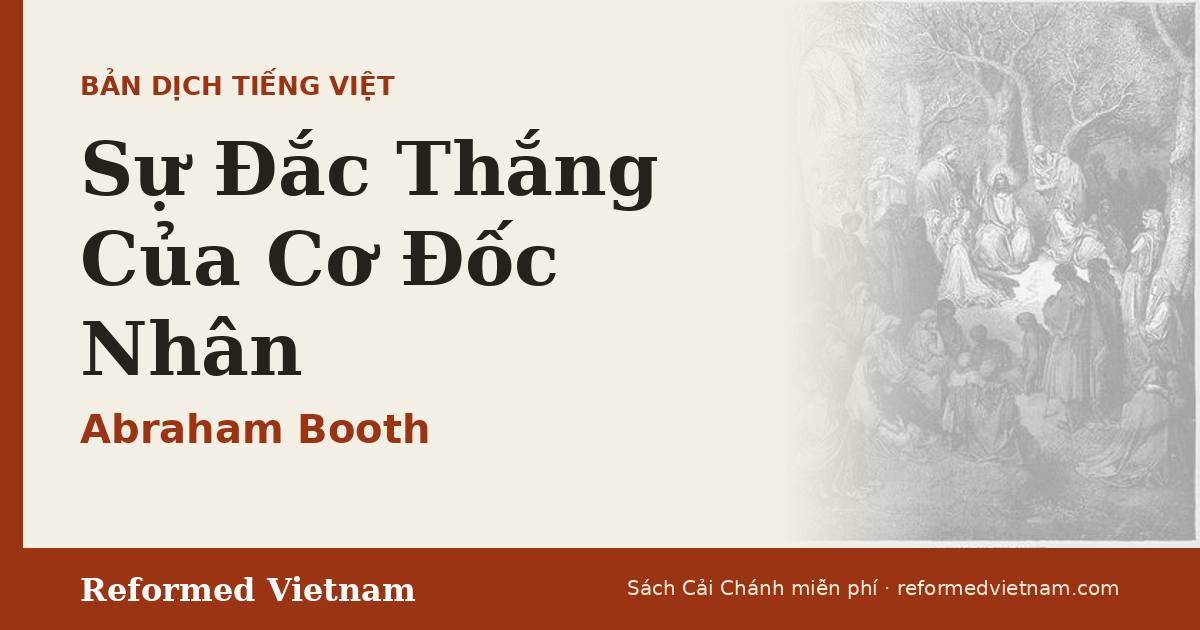 BẢN DỊCH TIẾNG VIỆT
Sự Đắc Thắng
Của Cơ Đốc
Nhân
Abraham Booth
Reformed Vietnam
Sách Cải Chánh miễn phí · reformedvietnam.com